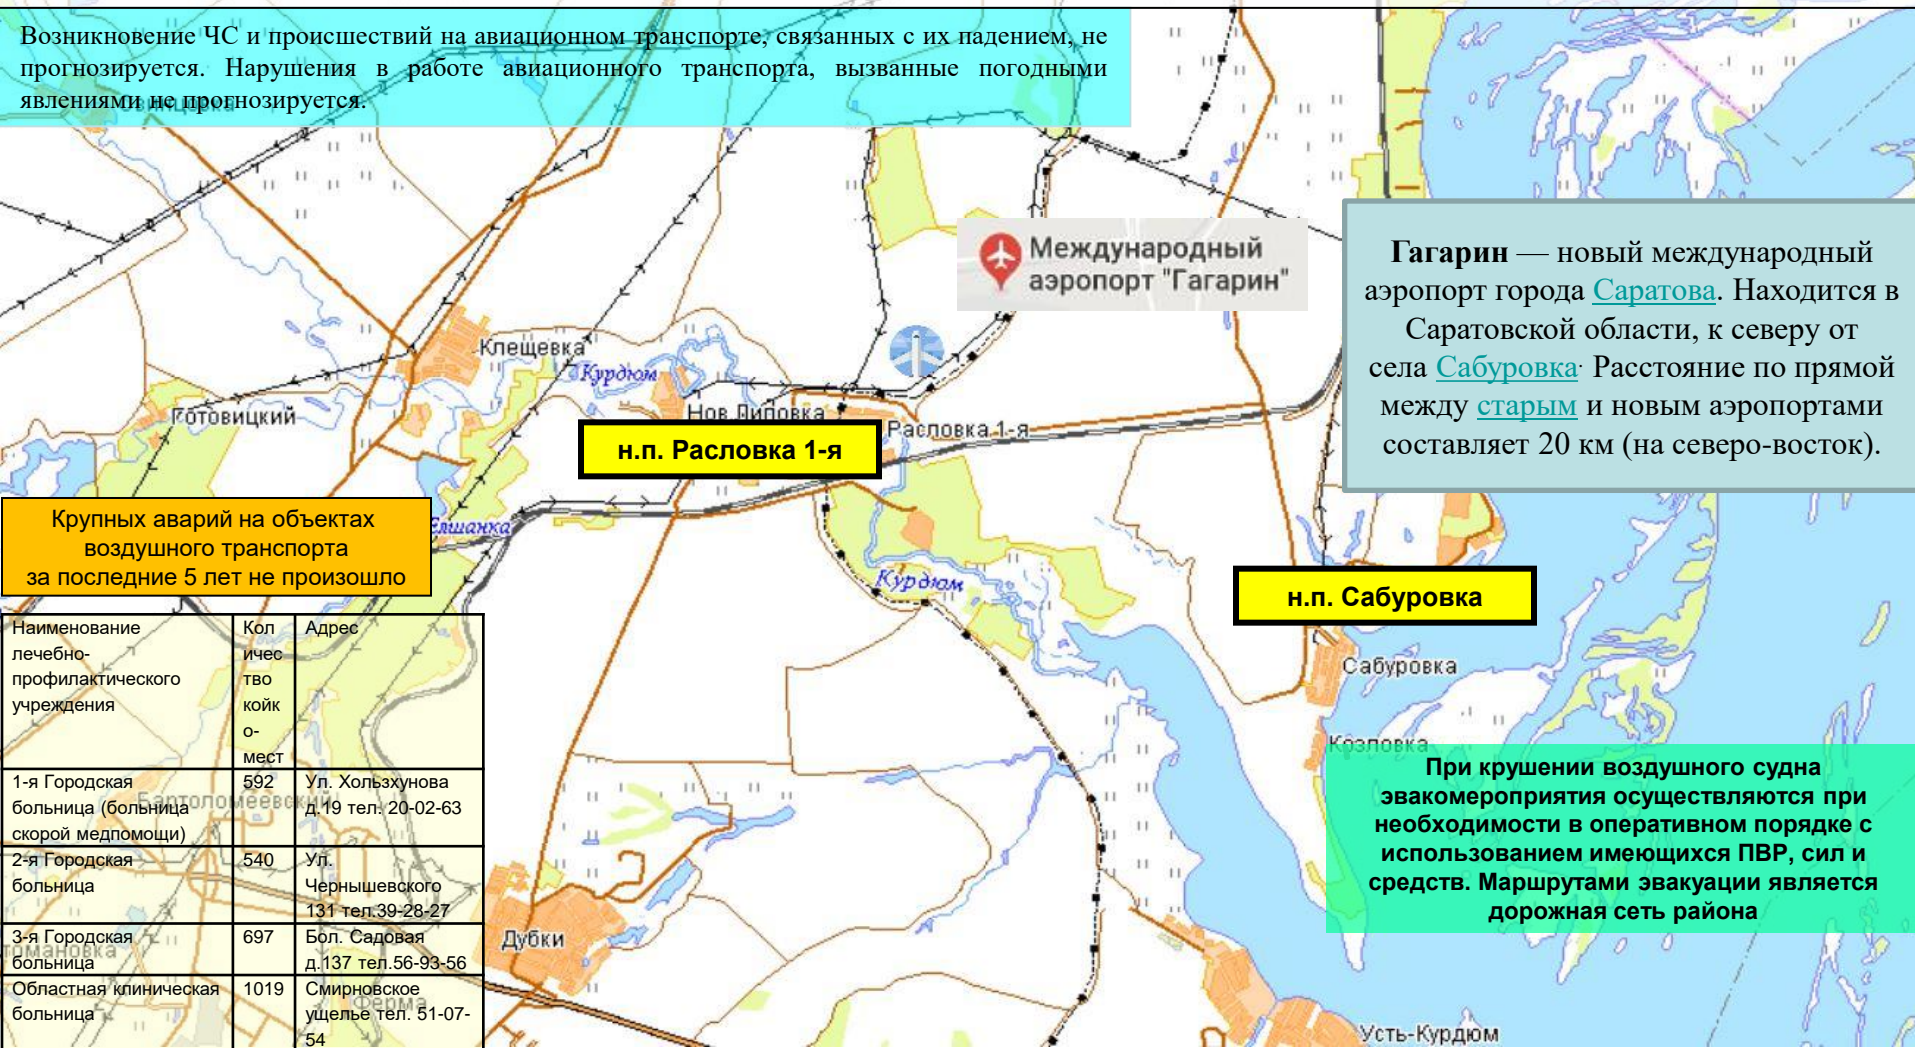 Возникновение ЧС и происшествий на авиационном транспорте, связанных с их падением, не
прогнозируется. Нарушения в работе авиационного транспорта, вызванные погодными
явлениями не прогнозируется.
Международный
аэропорт "Гагарин"
Гагарин — новый международный
аэропорт города Саратова. Находится в
Саратовской области, к северу от
села Сабуровка. Расстояние по прямой
между старым и новым аэропортами
составляет 20 км (на северо-восток).
Клещевка
Курдюм
Готовицкий
Нов Липовка
Расловка 1-я
н.п. Расловка 1-я
Крупных аварий на объектах
воздушного транспорта
за последние 5 лет не произошло
Елшанка
Курдюм
н.п. Сабуровка
Сабуровка
Козловка
Наименование
лечебно-
профилактического
учреждения
Кол
ичес
тво
койк
о-
мест
Адрес
1-я Городская
больница (больница
скорой медпомощи)
592
Ул. Хользхунова
д.19 тел. 20-02-63
Бартоломеевский
2-я Городская
больница
540
Ул.
Чернышевского
131 тел.39-28-27
3-я Городская
больница
697
Бол. Садовая
д.137 тел.56-93-56
Областная клиническая
больница
1019
Смирновское
ущелье тел. 51-07-
54
Ферма
Дубки
При крушении воздушного судна
эвакомероприятия осуществляются при
необходимости в оперативном порядке с
использованием имеющихся ПВР, сил и
средств. Маршрутами эвакуации является
дорожная сеть района
Усть-Курдюм